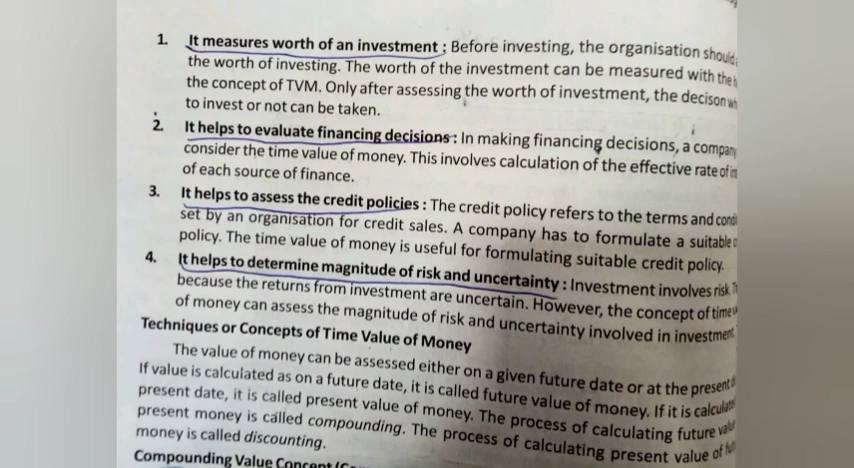 1. It measures worth of an investment : Before investing, the organisation should
the worth of investing. The worth of the investment can be measured with the
the concept of TVM. Only after assessing the worth of investment, the decison
to invest or not can be taken.
2. It helps to evaluate financing decisions : In making financing decisions, a company
consider the time value of money. This involves calculation of the effective rate of
of each source of finance.
3. It helps to assess the credit policies : The credit policy refers to the terms and
set by an organisation for credit sales. A company has to formulate a suitable
policy. The time value of money is useful for formulating suitable credit policy.
4. It helps to determine magnitude of risk and uncertainty : Investment involves risk.
because the returns from investment are uncertain. However, the concept of time
of money can assess the magnitude of risk and uncertainty involved in investment.
Techniques or Concepts of Time Value of Money
The value of money can be assessed either on a given future date or at the present
If value is calculated as on a future date, it is called future value of money. If it is
present date, it is called present value of money. The process of calculating future
present money is called compounding. The process of calculating present value of
money is called discounting.
Compounding Value Concept